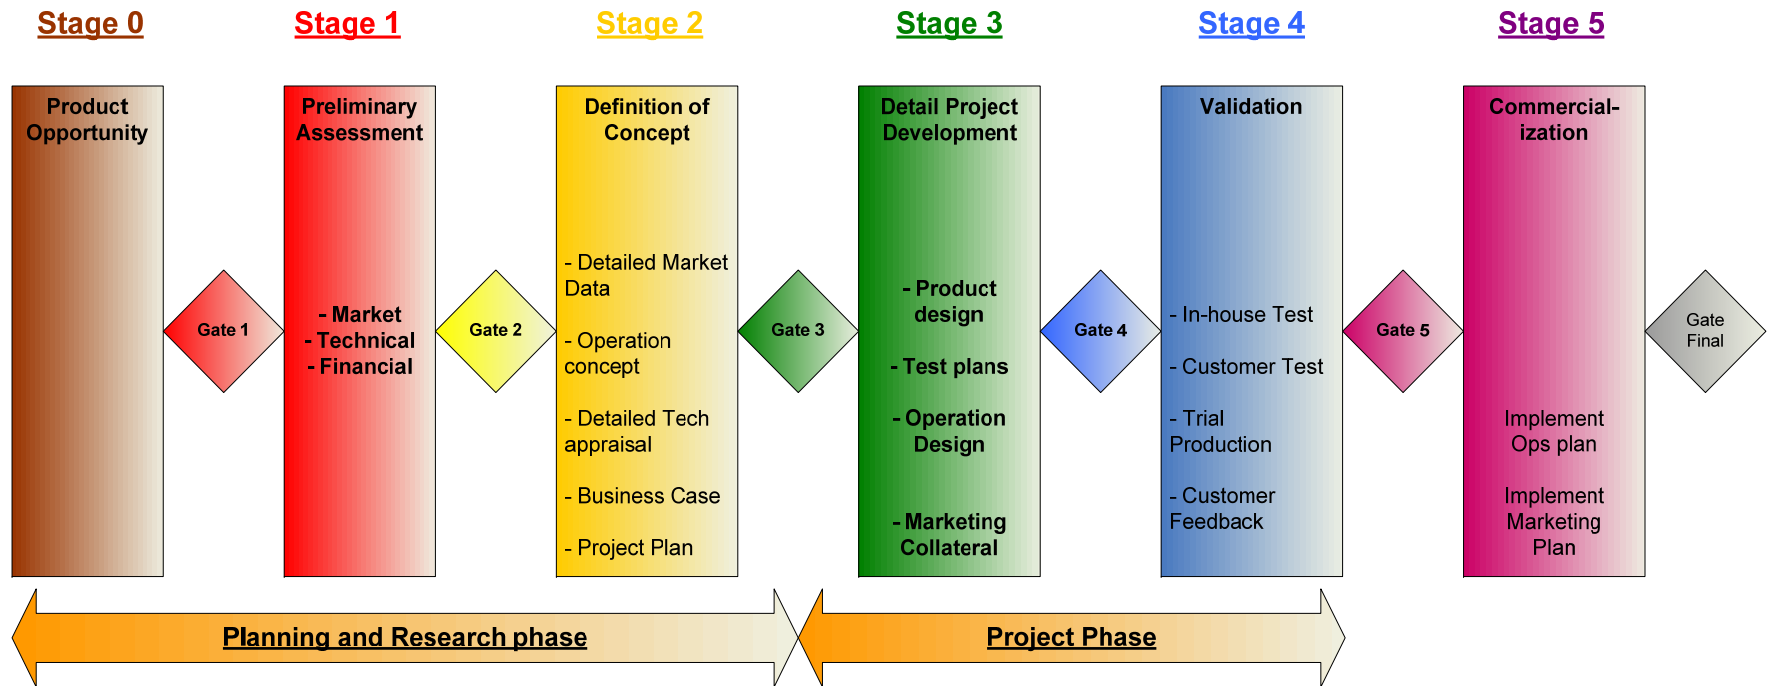 Stage 0
Stage 1
Stage 2
Stage 3
Stage 4
Stage 5
Product
Opportunity
Gate 1
Preliminary
Assessment
- Market
- Technical
- Financial
Gate 2
Definition of
Concept
- Detailed Market
Data
- Operation
concept
- Detailed Tech
appraisal
- Business Case
- Project Plan
Gate 3
Detail Project
Development
- Product
design
- Test plans
- Operation
Design
- Marketing
Collateral
Gate 4
Validation
- In-house Test
- Customer Test
- Trial
Production
- Customer
Feedback
Gate 5
Commercial-
ization
Implement
Ops plan
Implement
Marketing
Plan
Gate
Final
Planning and Research phase
Project Phase